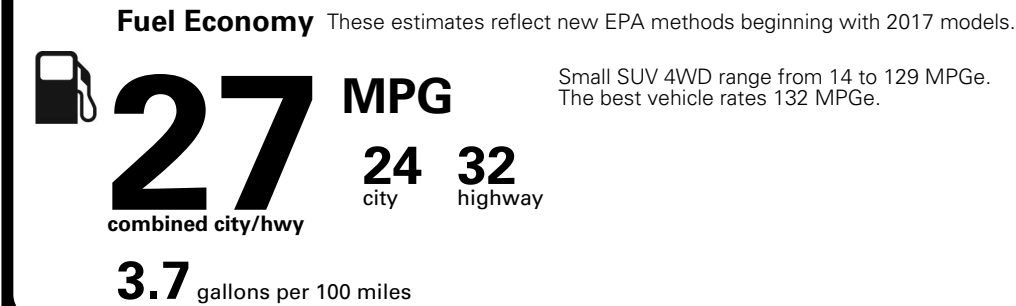 Fuel Economy These estimates reflect new EPA methods beginning with 2017 models.
27 MPG
Small SUV 4WD range from 14 to 129 MPGe.
The best vehicle rates 132 MPGe.
24 32
city highway
combined city/hwy
3.7 gallons per 100 miles